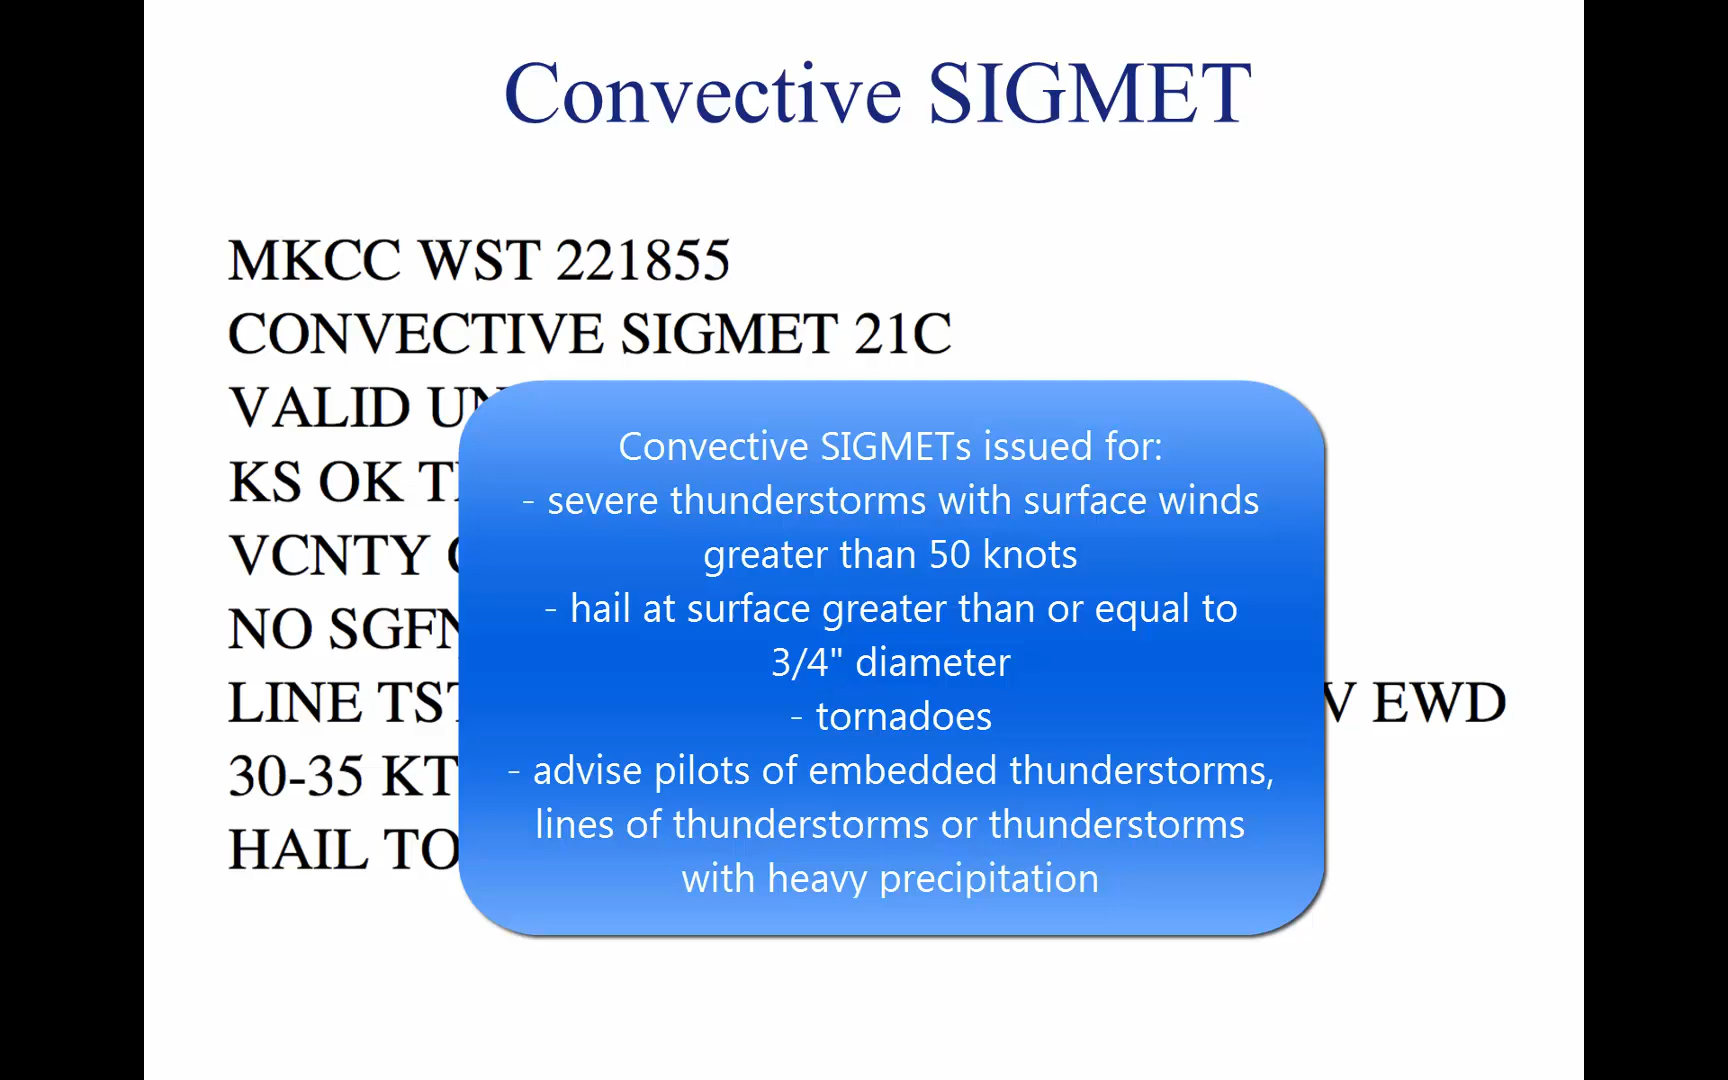 Convective SIGMET
MKCC WST 221855
CONVECTIVE SIGMET 21C
VALID
KS OK
VCNTY
NO
LINE
EWD
30-35 KT
HAIL
Convective SIGMETs issued for:
- severe thunderstorms with surface winds
greater than 50 knots
- hail at surface greater than or equal to
3/4" diameter
- tornadoes
- advise pilots of embedded thunderstorms,
lines of thunderstorms or thunderstorms
with heavy precipitation